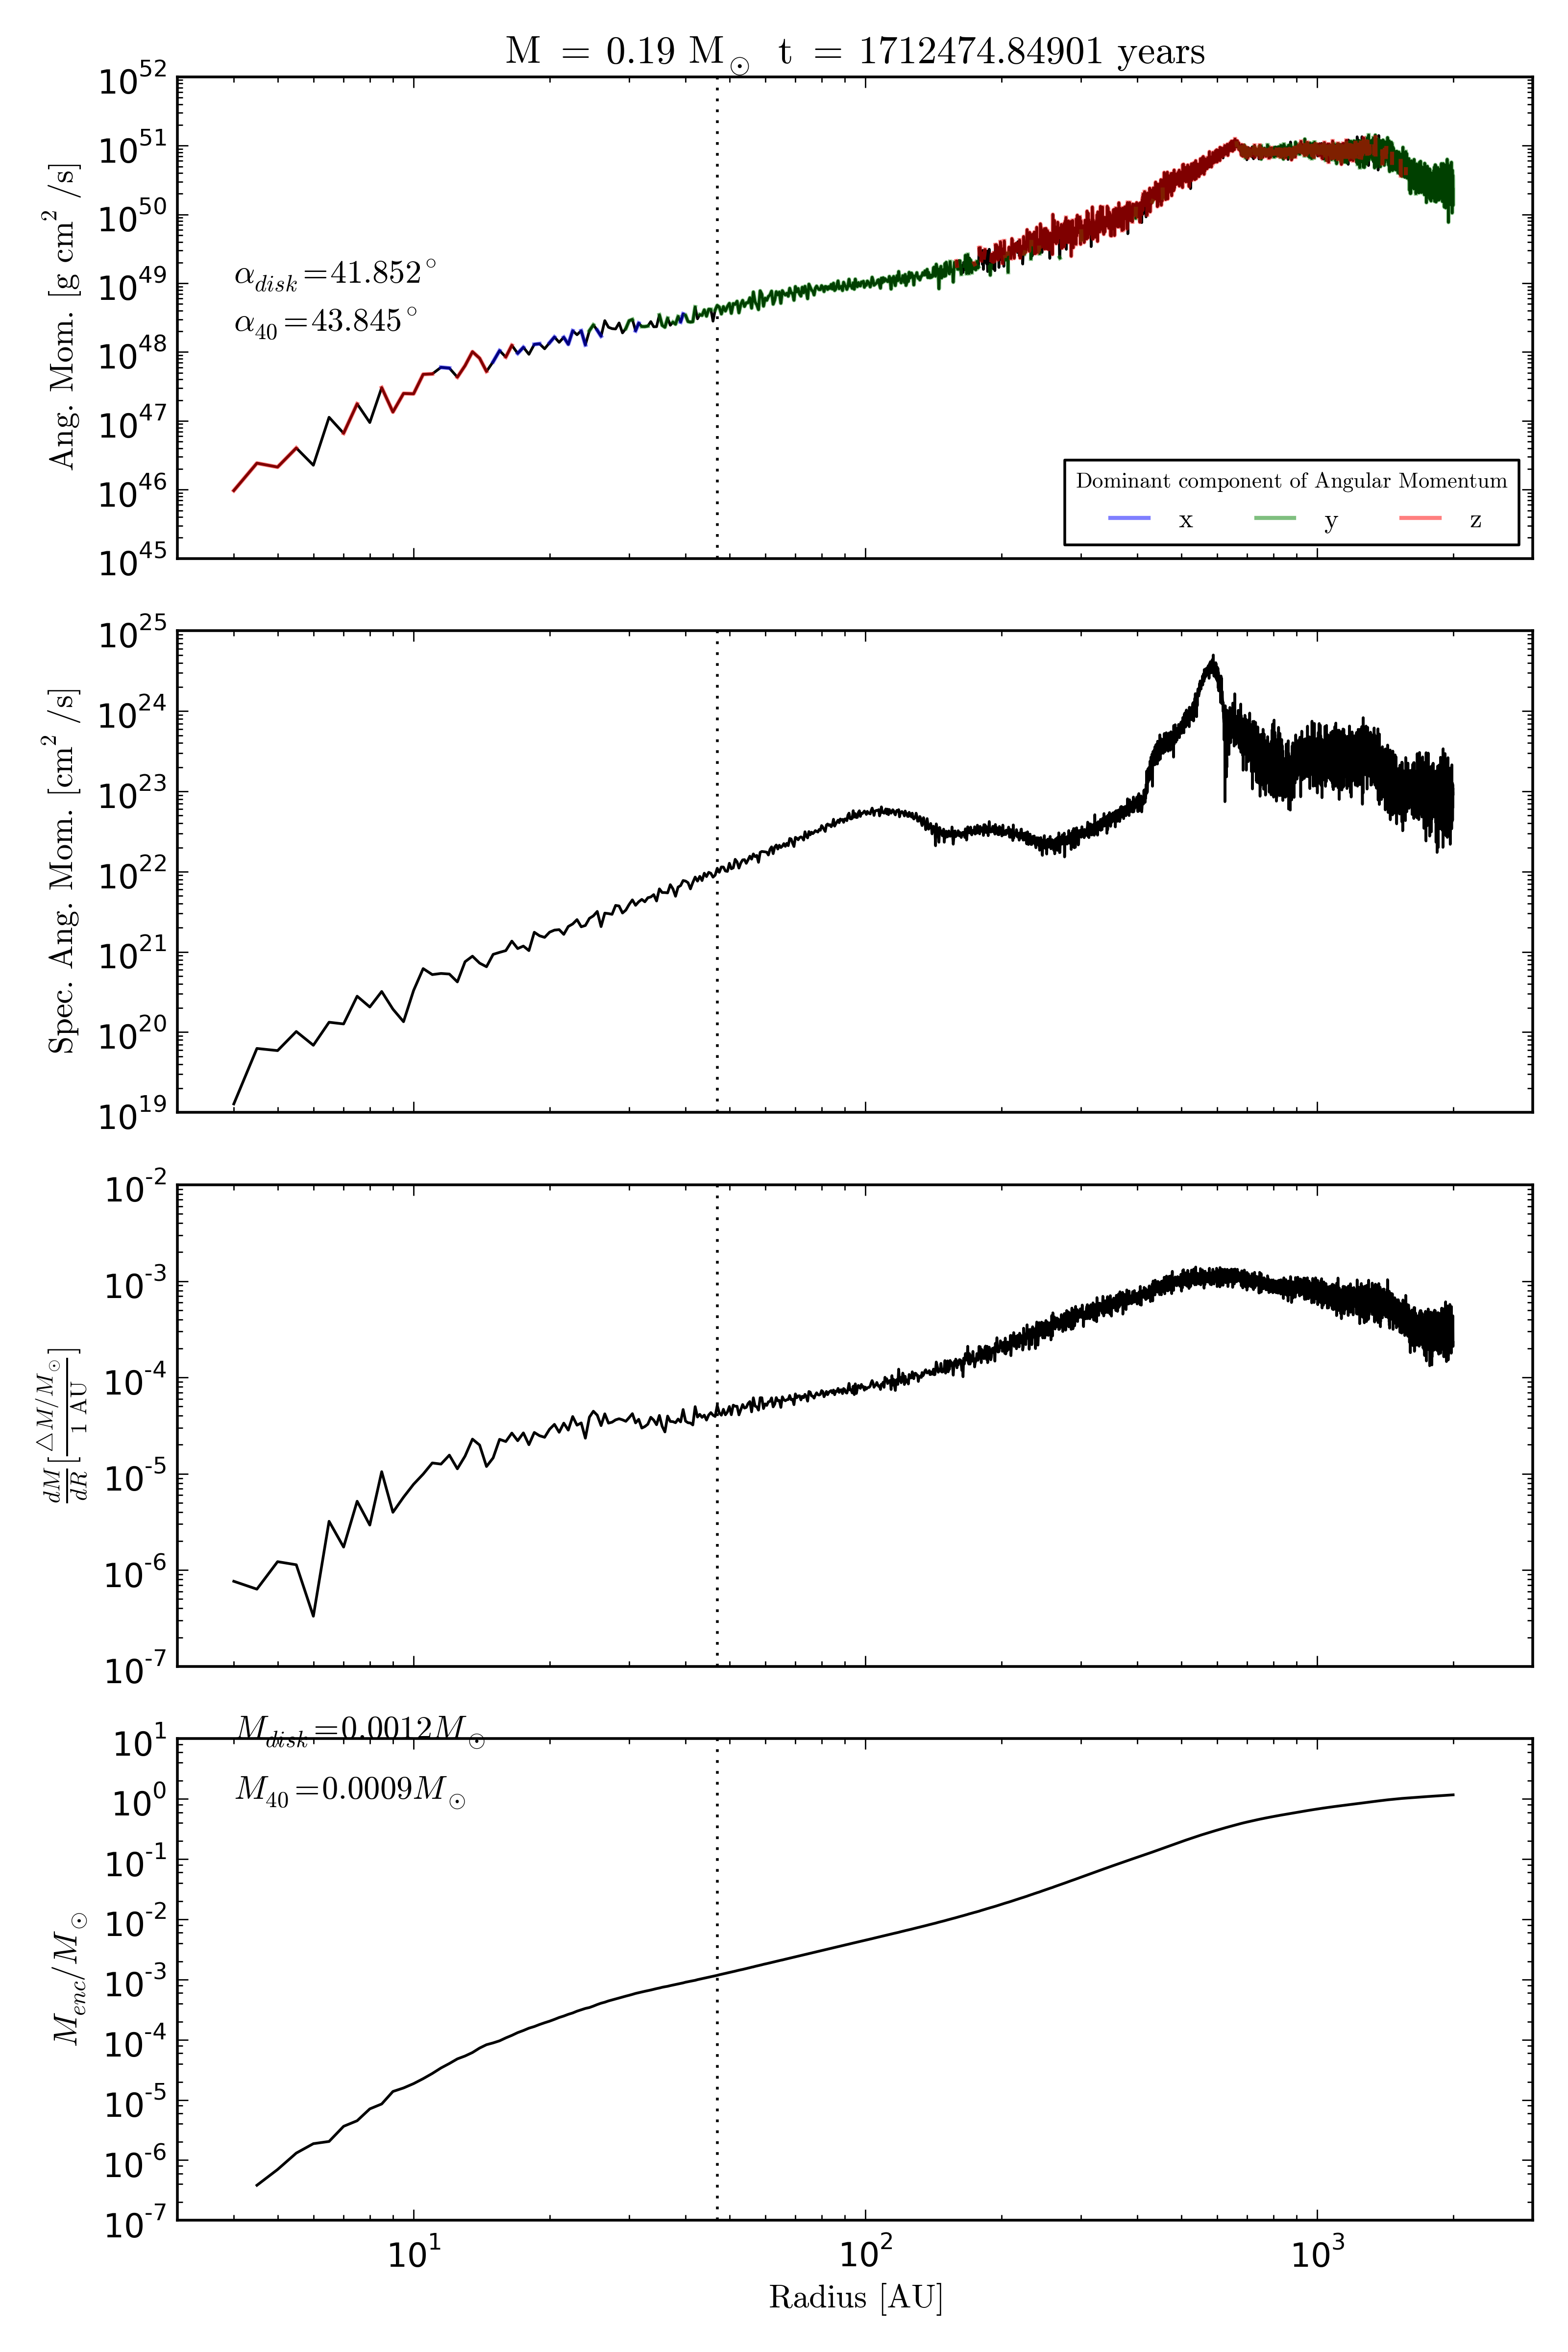 M = 0.19 M⊙ t = 1712474.84901 years
10^52
10^51
10^50
10^49
10^48
10^47
10^46
10^45
Ang. Mom. [g cm^2 /s]
α_disk=41.852°
α_40=43.845°
Dominant component of Angular Momentum
x y z
10^25
10^24
10^23
10^22
10^21
10^20
10^19
Spec. Ang. Mom. [cm^2 /s]
10^-2
10^-3
10^-4
10^-5
10^-6
10^-7
dM/dR [△M/M⊙ / 1 AU]
M_disk=0.0012M⊙
M_40=0.0009M⊙
10^1
10^0
10^-1
10^-2
10^-3
10^-4
10^-5
10^-6
10^-7
M_enc/M⊙
10^1 10^2 10^3
Radius [AU]